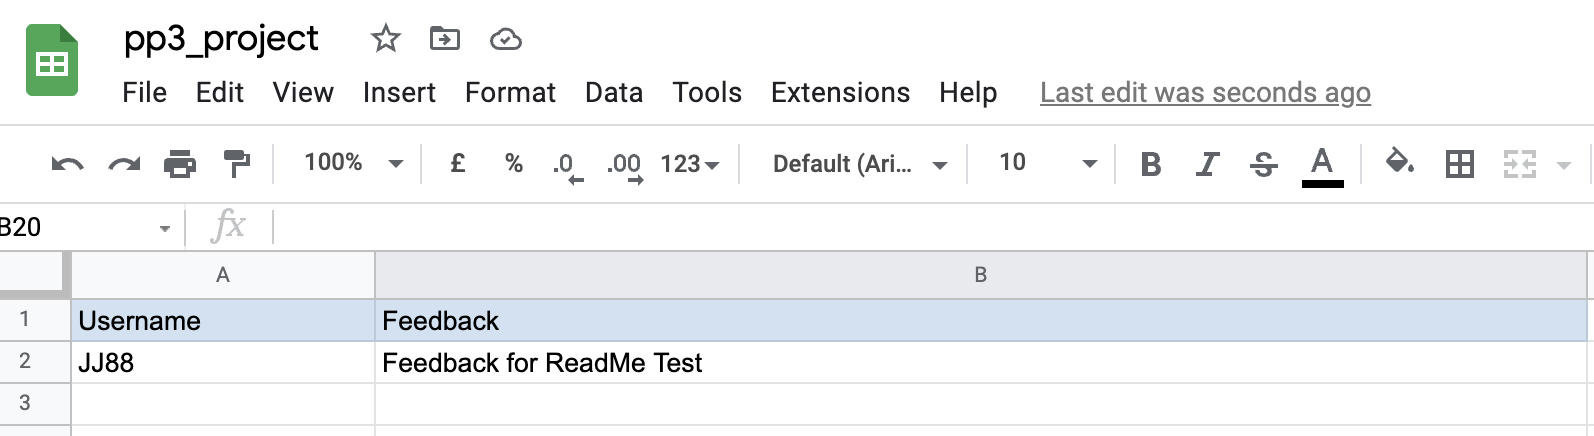 pp3_project
File Edit View Insert Format Data Tools Extensions Help Last edit was seconds ago
100% £ % .0 .00 123 Default (Ari... 10 B I S A
B20 fx
A B
1 Username Feedback
2 JJ88 Feedback for ReadMe Test
3